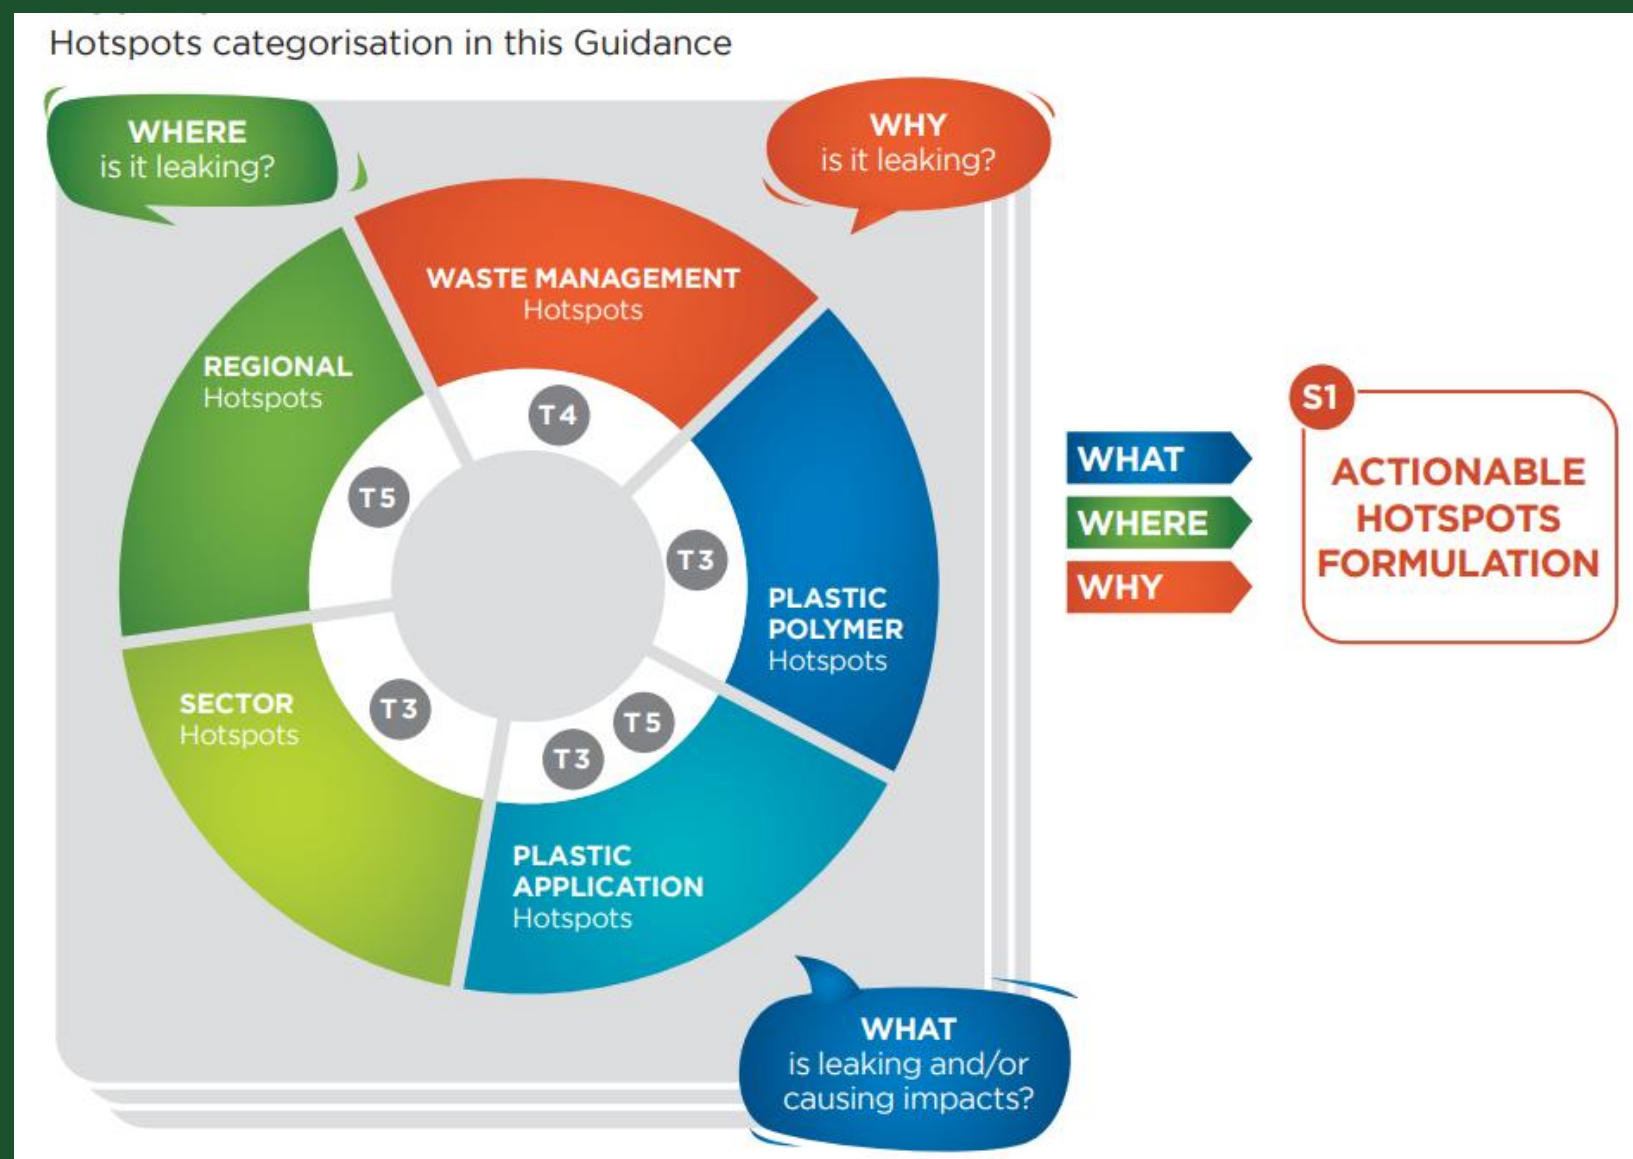 Hotspots categorisation in this Guidance
WHERE
is it leaking?
WHY
is it leaking?
WASTE MANAGEMENT
Hotspots
REGIONAL
Hotspots
T4
T5
T3
PLASTIC
POLYMER
Hotspots
SECTOR
Hotspots
T3
T5
T3
PLASTIC
APPLICATION
Hotspots
WHAT
is leaking and/or
causing impacts?
WHAT
WHERE
WHY
S1
ACTIONABLE
HOTSPOTS
FORMULATION